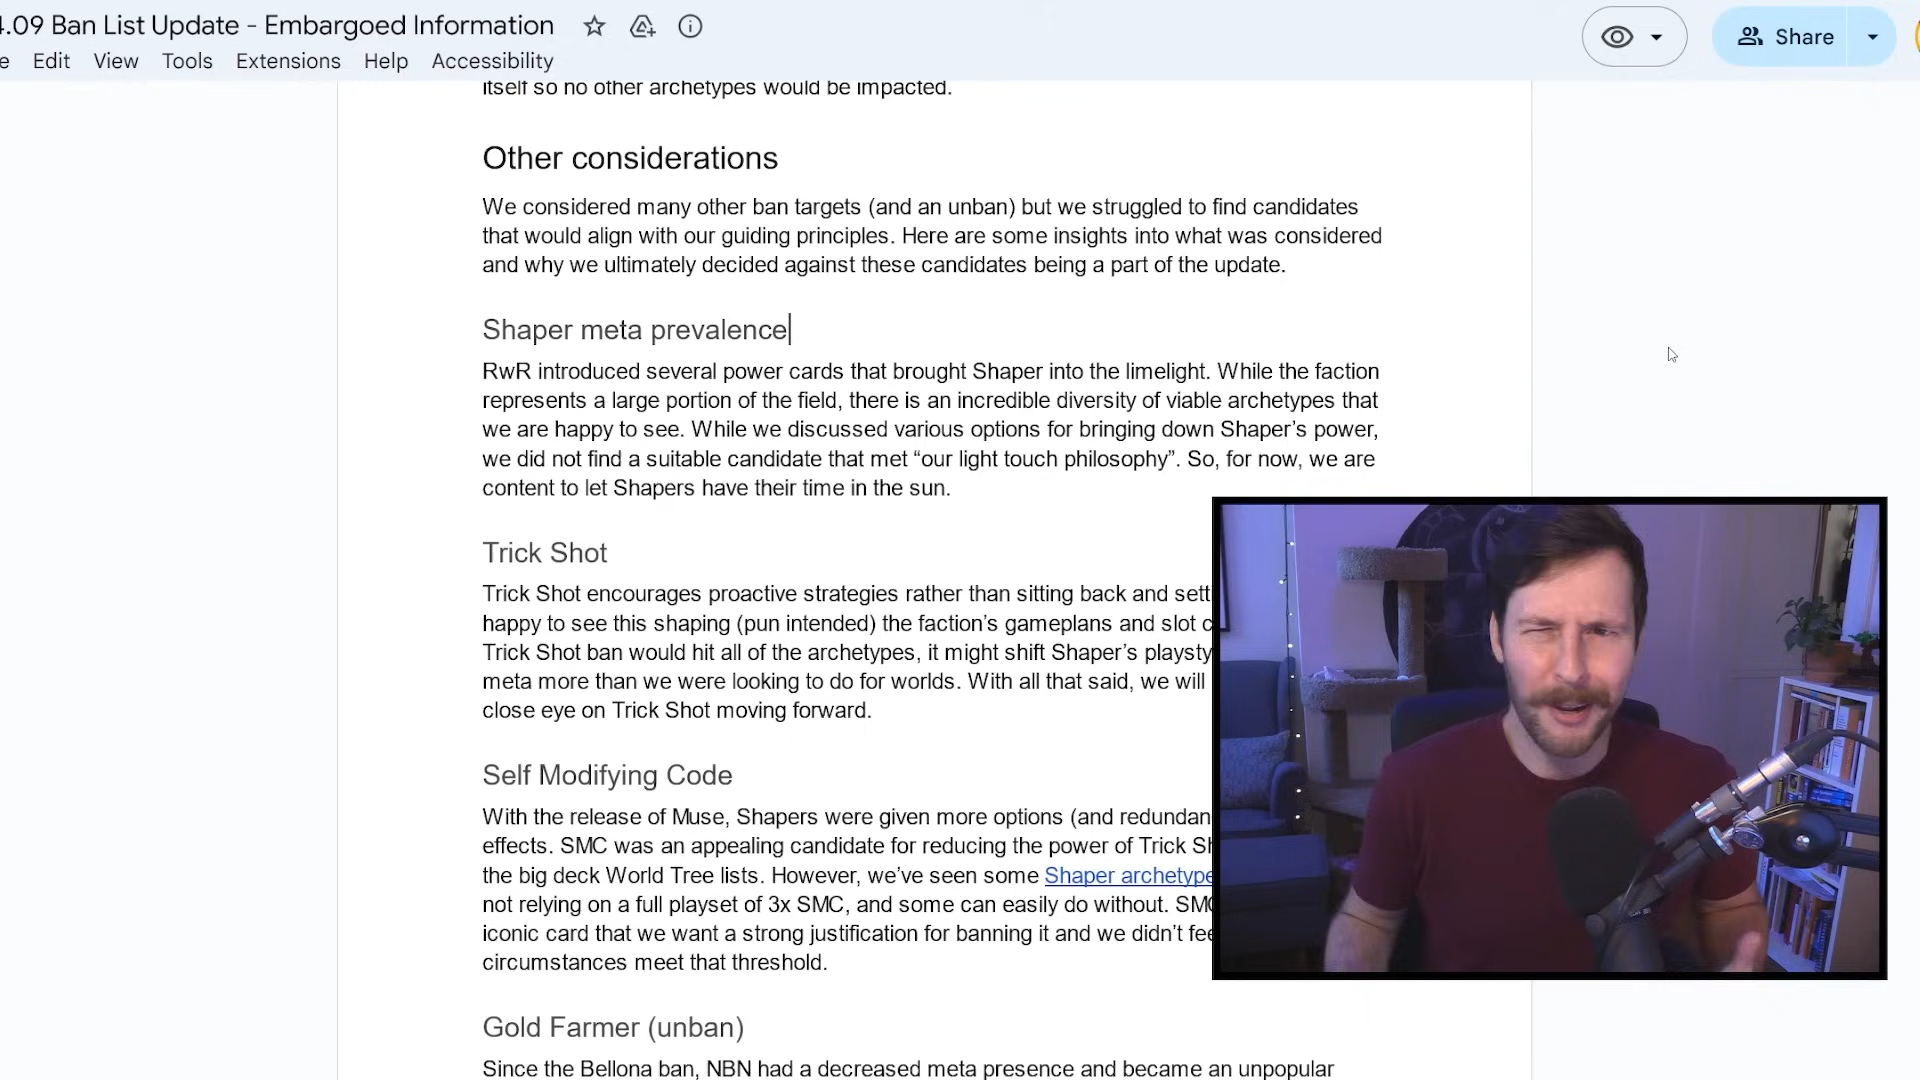 4.09 Ban List Update - Embargoed Information
Edit View Tools Extensions Help Accessibility
Share
itself so no other archetypes would be impacted.
Other considerations
We considered many other ban targets (and an unban) but we struggled to find candidates
that would align with our guiding principles. Here are some insights into what was considered
and why we ultimately decided against these candidates being a part of the update.
Shaper meta prevalence
RwR introduced several power cards that brought Shaper into the limelight. While the faction
represents a large portion of the field, there is an incredible diversity of viable archetypes that
we are happy to see. While we discussed various options for bringing down Shaper's power,
we did not find a suitable candidate that met “our light touch philosophy”. So, for now, we are
content to let Shapers have their time in the sun.
Trick Shot
Trick Shot encourages proactive strategies rather than sitting back and sett
happy to see this shaping (pun intended) the faction's gameplans and slot c
Trick Shot ban would hit all of the archetypes, it might shift Shaper's playsty
meta more than we were looking to do for worlds. With all that said, we will
close eye on Trick Shot moving forward.
Self Modifying Code
With the release of Muse, Shapers were given more options (and redundan
effects. SMC was an appealing candidate for reducing the power of Trick Sh
the big deck World Tree lists. However, we've seen some Shaper archetype
not relying on a full playset of 3x SMC, and some can easily do without. SMC
iconic card that we want a strong justification for banning it and we didn't fee
circumstances meet that threshold.
Gold Farmer (unban)
Since the Bellona ban, NBN had a decreased meta presence and became an unpopular